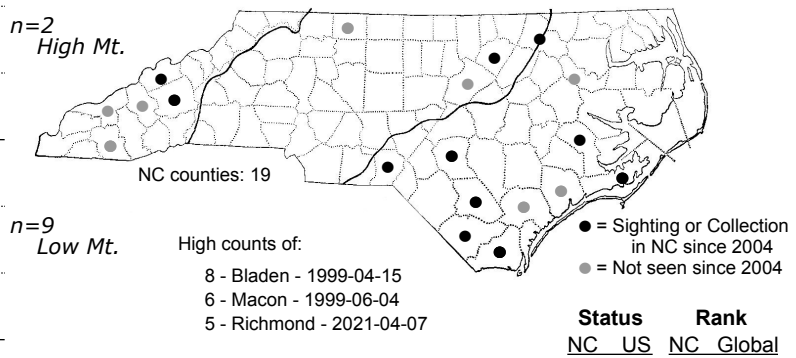 n=2
High Mt.
NC counties: 19
n=9
Low Mt.
High counts of:
8 - Bladen - 1999-04-15
6 - Macon - 1999-06-04
5 - Richmond - 2021-04-07
= Sighting or Collection
in NC since 2004
= Not seen since 2004
Status Rank
NC US NC Global